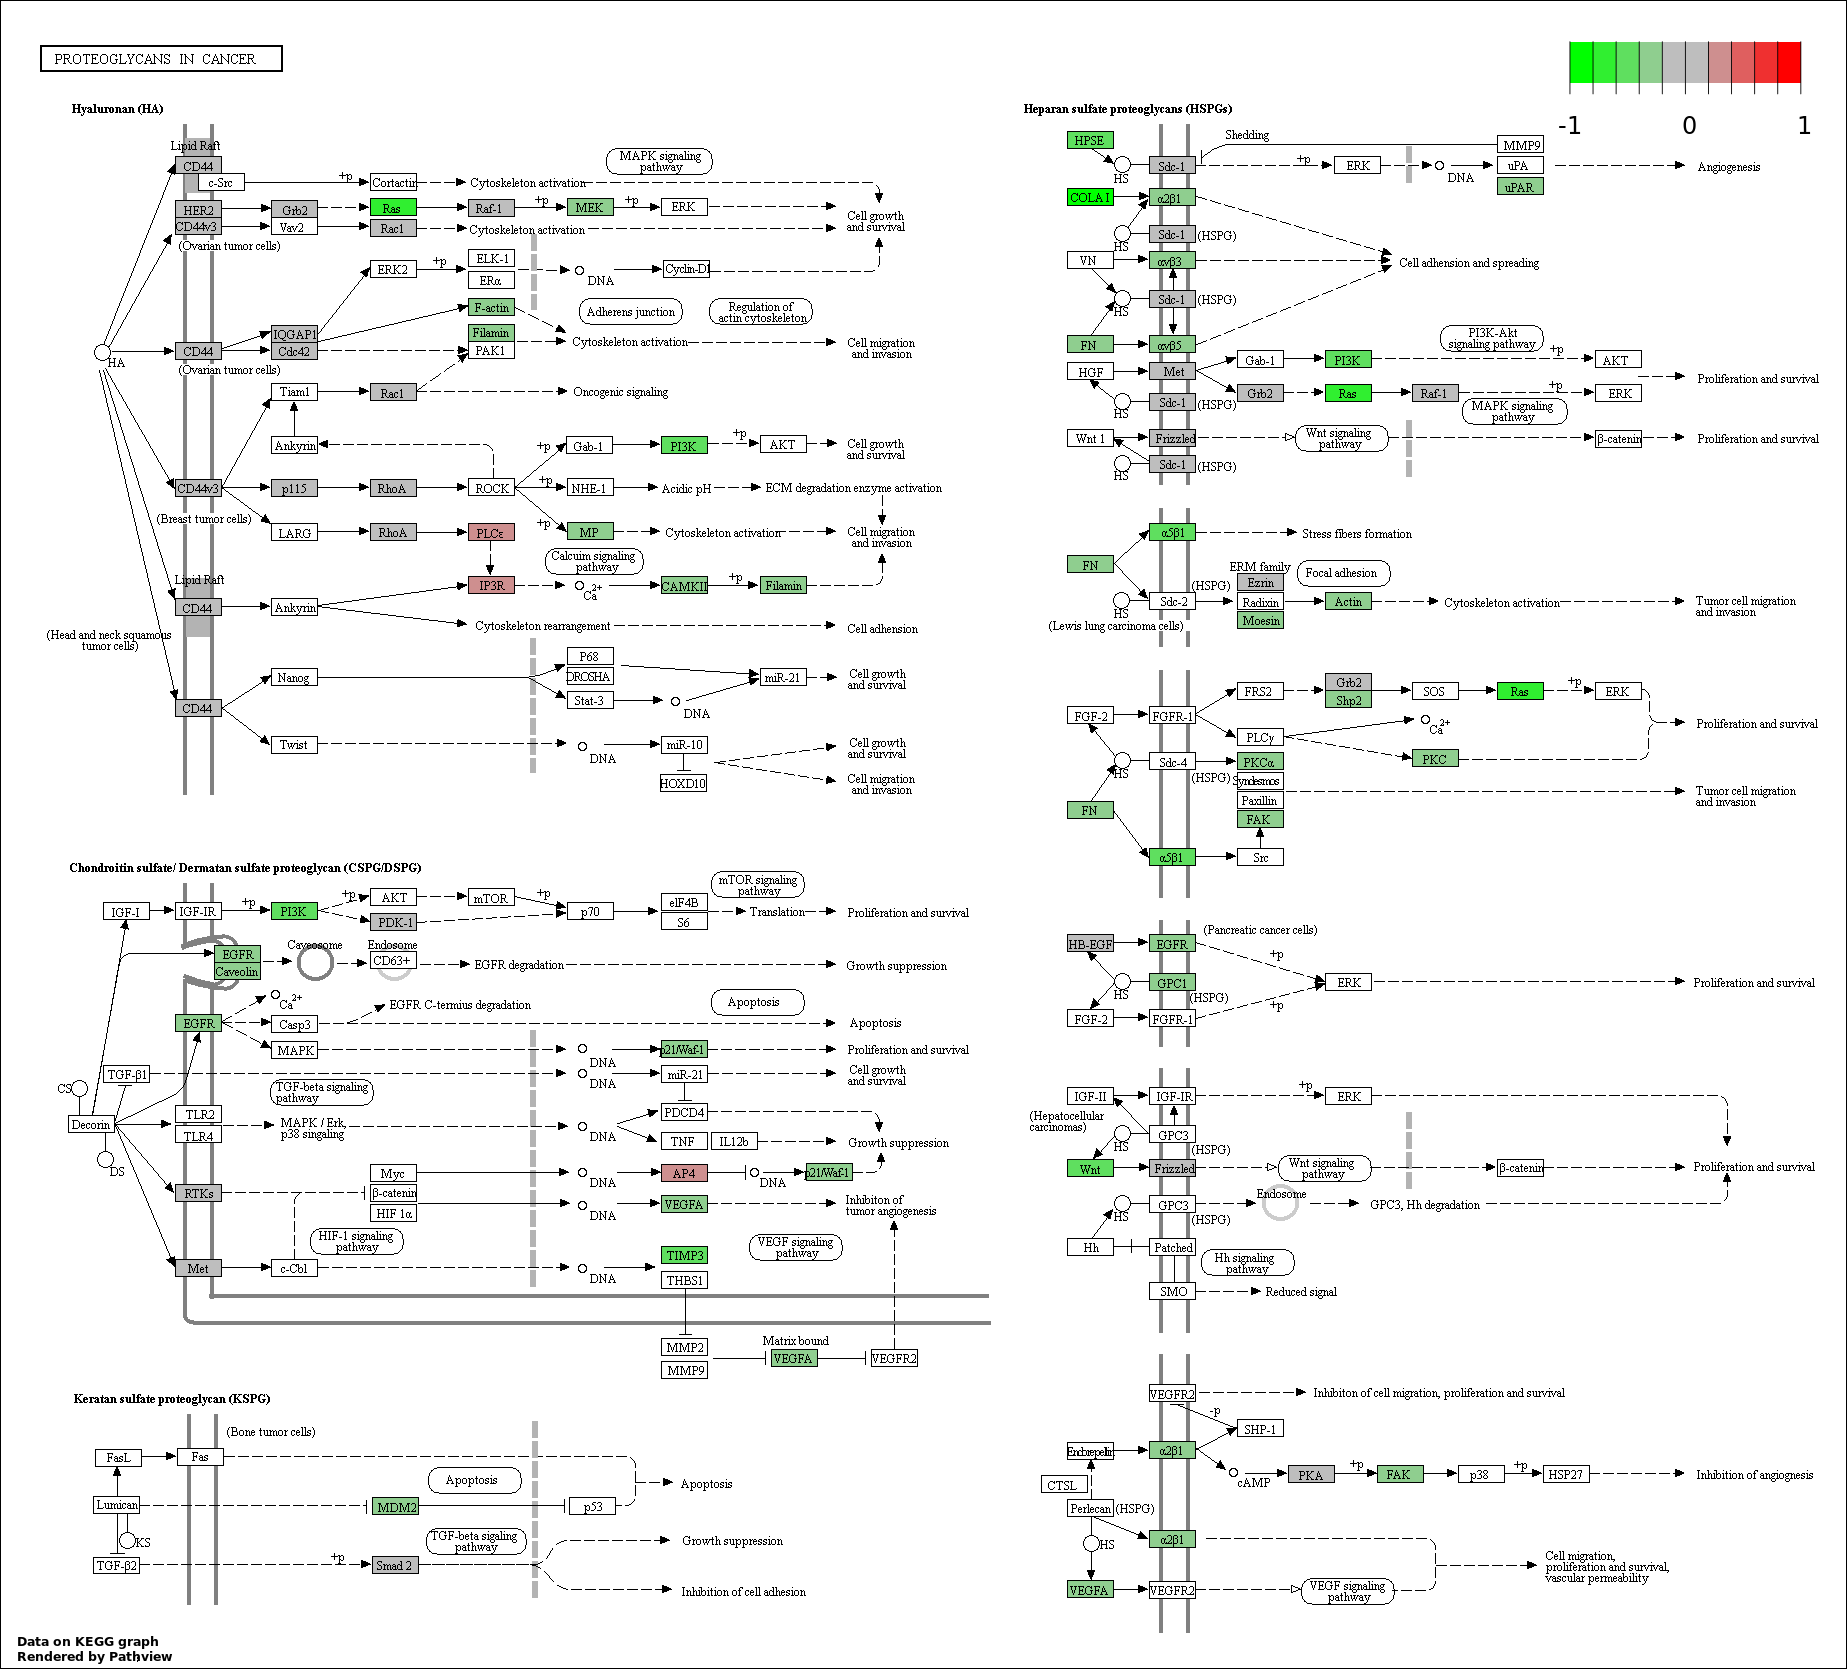 PROTEOGLYCANS IN CANCER
-1 0 1
Hyaluronan (HA)
Lipid Raft
CD44
c-Src
+p
Cortactin
Cytoskeleton activation
MAPK signaling
pathway
HER2
Grb2
Ras
Raf-1
+p
MEK
+p
ERK
Cell growth
and survival
CD44v3
Vav2
Rac1
Cytoskeleton activation
(Ovarian tumor cells)
ERK2
+p
ELK-1
ERα
DNA
Cyclin-D1
F-actin
Adherens junction
Regulation of
actin cytoskeleton
HA
IQGAP1
Filamin
CD44
Cdc42
PAK1
Cytoskeleton activation
Cell migration
and invasion
(Ovarian tumor cells)
Tiam1
Rac1
Oncogenic signaling
Ankyrin
+p
Gab-1
PI3K
+p
AKT
Cell growth
and survival
CD44v3
p115
RhoA
ROCK
+p
NHE-1
Acidic pH
ECM degradation enzyme activation
(Breast tumor cells)
LARG
RhoA
PLCε
+p
MP
Cytoskeleton activation
Cell migration
and invasion
Calcuim signaling
pathway
Lipid Raft
IP3R
Ca2+
CAMKII
+p
Filamin
CD44
Ankyrin
Cytoskeleton rearrangement
Cell adhesion
(Head and neck squamous
tumor cells)
Nanog
P68
DROSHA
Stat-3
DNA
miR-21
Cell growth
and survival
CD44
Twist
DNA
miR-10
HOXD10
Cell growth
and survival
Cell migration
and invasion
Chondroitin sulfate/ Dermatan sulfate proteoglycan (CSPG/DSPG)
IGF-I
IGF-IR
+p
PI3K
+p
AKT
mTOR
+p
PDK-1
p70
eIF4B
S6
mTOR signaling
pathway
Translation
Proliferation and survival
EGFR
Caveolin
Caveosome
Endosome
CD63+
EGFR degradation
Growth suppression
Ca2+
EGFR C-termius degradation
Apoptosis
EGFR
Casp3
Apoptosis
MAPK
DNA
p21/Waf-1
Proliferation and survival
TGF-β1
DNA
miR-21
Cell growth
and survival
CS
TGF-beta signaling
pathway
Decorin
TLR2
TLR4
MAPK / Erk,
p38 singaling
DNA
PDCD4
TNF
IL12b
Growth suppression
DS
Myc
DNA
AP4
DNA
p21/Waf-1
RTKs
β-catenin
HIF 1α
DNA
VEGFA
Inhibiton of
tumor angiogenesis
HIF-1 signaling
pathway
VEGF signaling
pathway
Met
c-Cbl
DNA
TIMP3
THBS1
MMP2
MMP9
Matrix bound
VEGFA
VEGFR2
Keratan sulfate proteoglycan (KSPG)
(Bone tumor cells)
FasL
Fas
Apoptosis
Apoptosis
Lumican
MDM2
p53
KS
TGF-beta sigaling
pathway
TGF-β2
+p
Smad 2
Growth suppression
Inhibition of cell adhesion
Heparan sulfate proteoglycans (HSPGs)
HPSE
HS
Sdc-1
Shedding
+p
ERK
DNA
MMP9
uPA
uPAR
Angiogenesis
COLA1
α2β1
HS
Sdc-1
(HSPG)
VN
αvβ3
Cell adhesion and spreading
HS
Sdc-1
(HSPG)
FN
αvβ5
PI3K-Akt
signaling pathway
HGF
Met
Gab-1
PI3K
+p
AKT
Proliferation and survival
HS
Sdc-1
(HSPG)
Grb2
Ras
Raf-1
+p
ERK
MAPK signaling
pathway
Wnt 1
Frizzled
Wnt signaling
pathway
β-catenin
Proliferation and survival
HS
Sdc-1
(HSPG)
α5β1
Stress fibers formation
FN
ERM family
Focal adhesion
(HSPG)
Ezrin
HS
Sdc-2
Radixin
Actin
Cytoskeleton activation
Tumor cell migration
and invasion
Moesin
(Lewis lung carcinoma cells)
FGF-2
FGFR-1
FRS2
Grb2
Shp2
SOS
Ras
+p
ERK
Proliferation and survival
PLCγ
Ca2+
PKC
HS
Sdc-4
(HSPG)
PKCα
Syndesmos
Paxillin
FAK
Tumor cell migration
and invasion
FN
α5β1
Src
(Pancreatic cancer cells)
HB-EGF
EGFR
+p
HS
GPC1
(HSPG)
ERK
Proliferation and survival
FGF-2
FGFR-1
+p
IGF-II
IGF-IR
+p
ERK
(Hepatocellular
carcinomas)
HS
GPC3
(HSPG)
Wnt
Frizzled
Wnt signaling
pathway
β-catenin
Proliferation and survival
HS
GPC3
(HSPG)
Endosome
GPC3, Hh degradation
Hh
Patched
Hh signaling
pathway
SMO
Reduced signal
VEGFR2
Inhibiton of cell migration, proliferation and survival
-p
SHP-1
Endorepellin
α2β1
cAMP
PKA
+p
FAK
p38
+p
HSP27
Inhibition of angiognesis
CTSL
Perlecan
(HSPG)
HS
α2β1
Cell migration,
proliferation and survival,
vascular permeability
VEGFA
VEGFR2
VEGF signaling
pathway
Data on KEGG graph
Rendered by Pathview